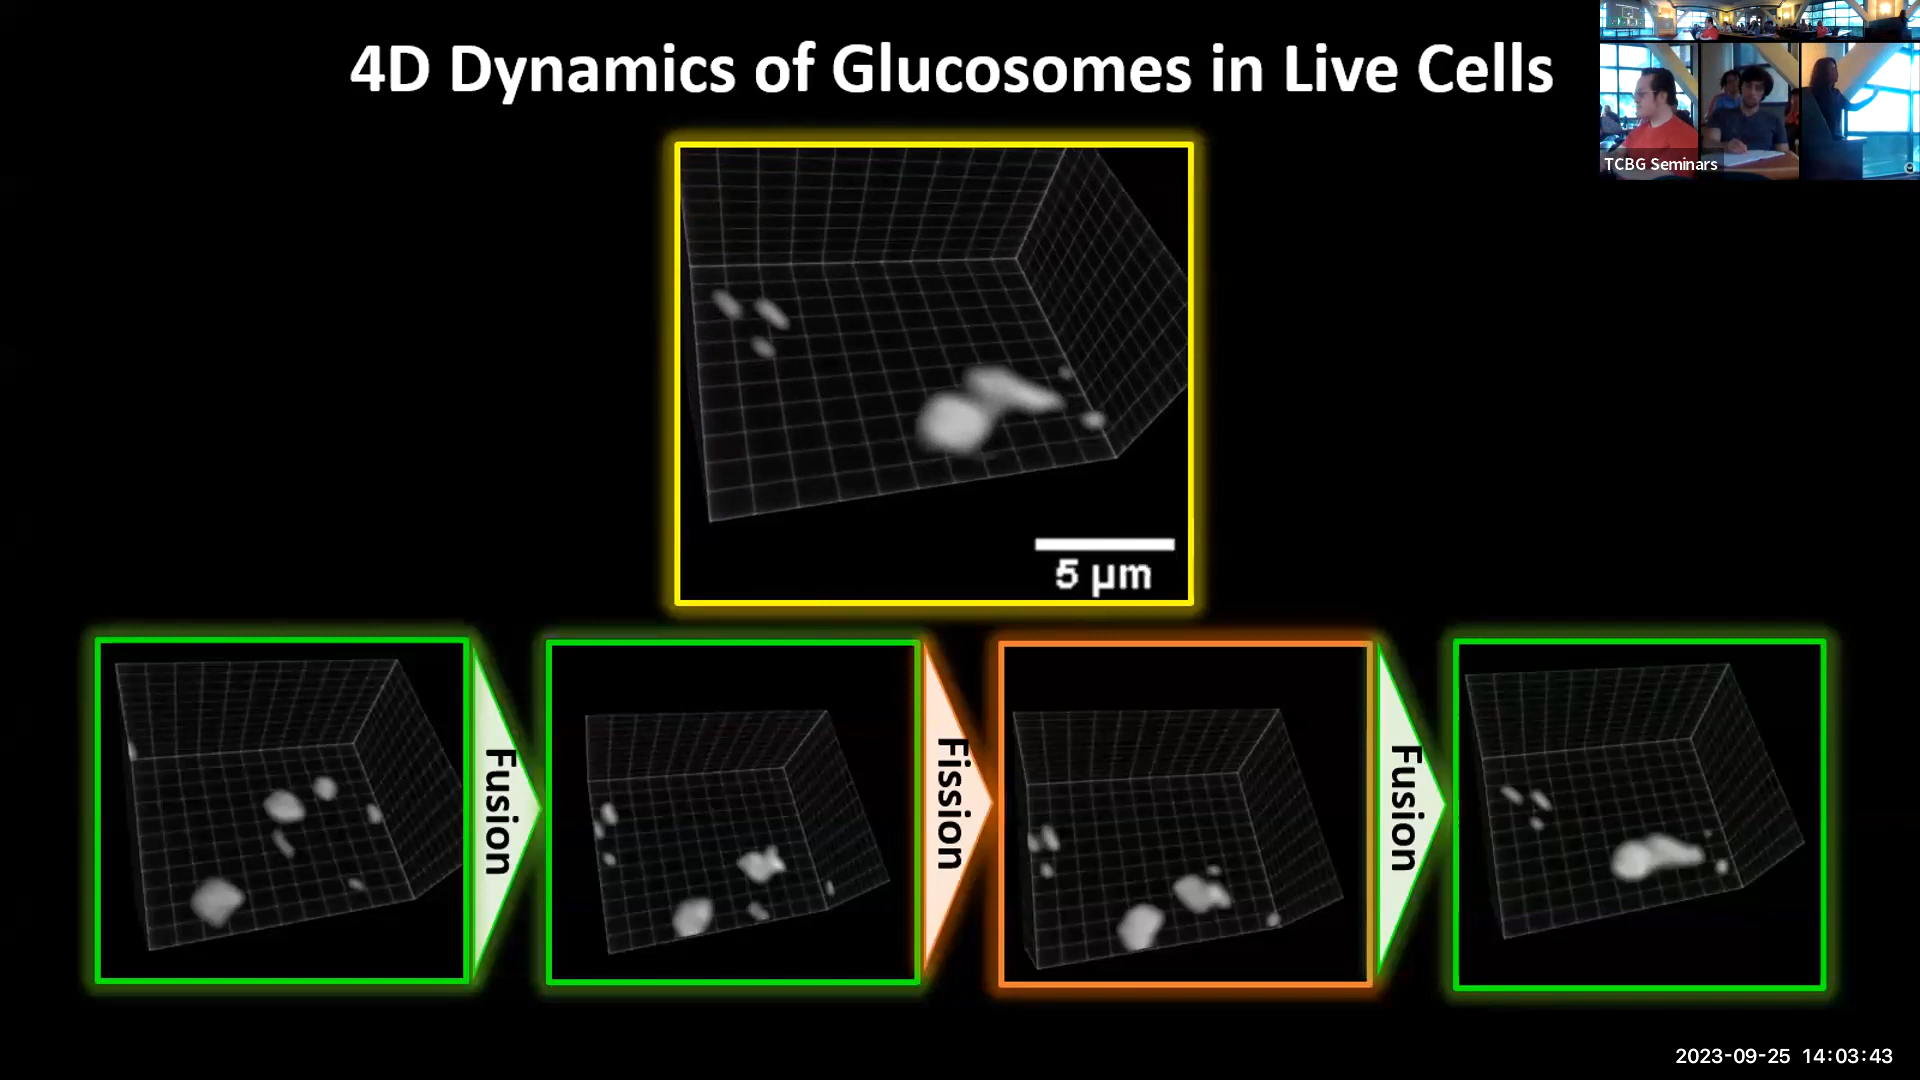 4D Dynamics of Glucosomes in Live Cells
TCBG Seminars
5 µm
Fusion
Fission
Fusion
2023-09-25 14:03:43